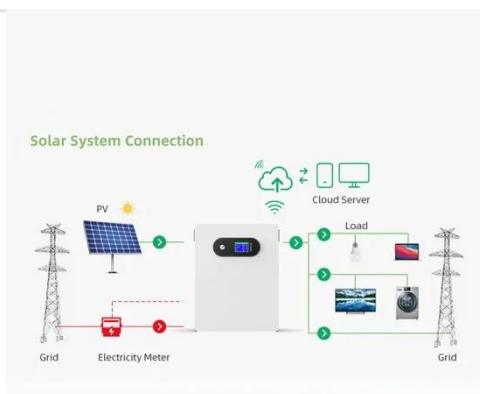 Solar System Connection
Cloud Server
PV
Load
Grid
Electricity Meter
Grid